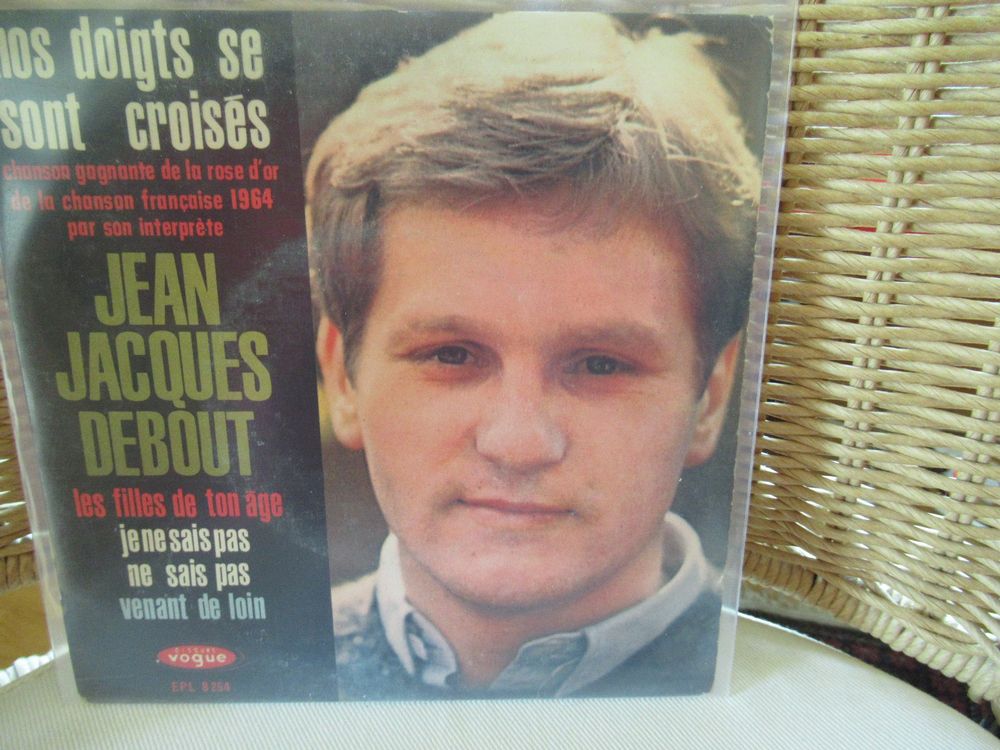 nos doigts se
sont croisés
chanson gagnante de la rose d'or
de la chanson française 1964
par son interprète
JEAN
JACQUES
DEBOUT
les filles de ton âge
je ne sais pas
ne sais pas
venant de loin
DISQUES
vogue
EPL 8254